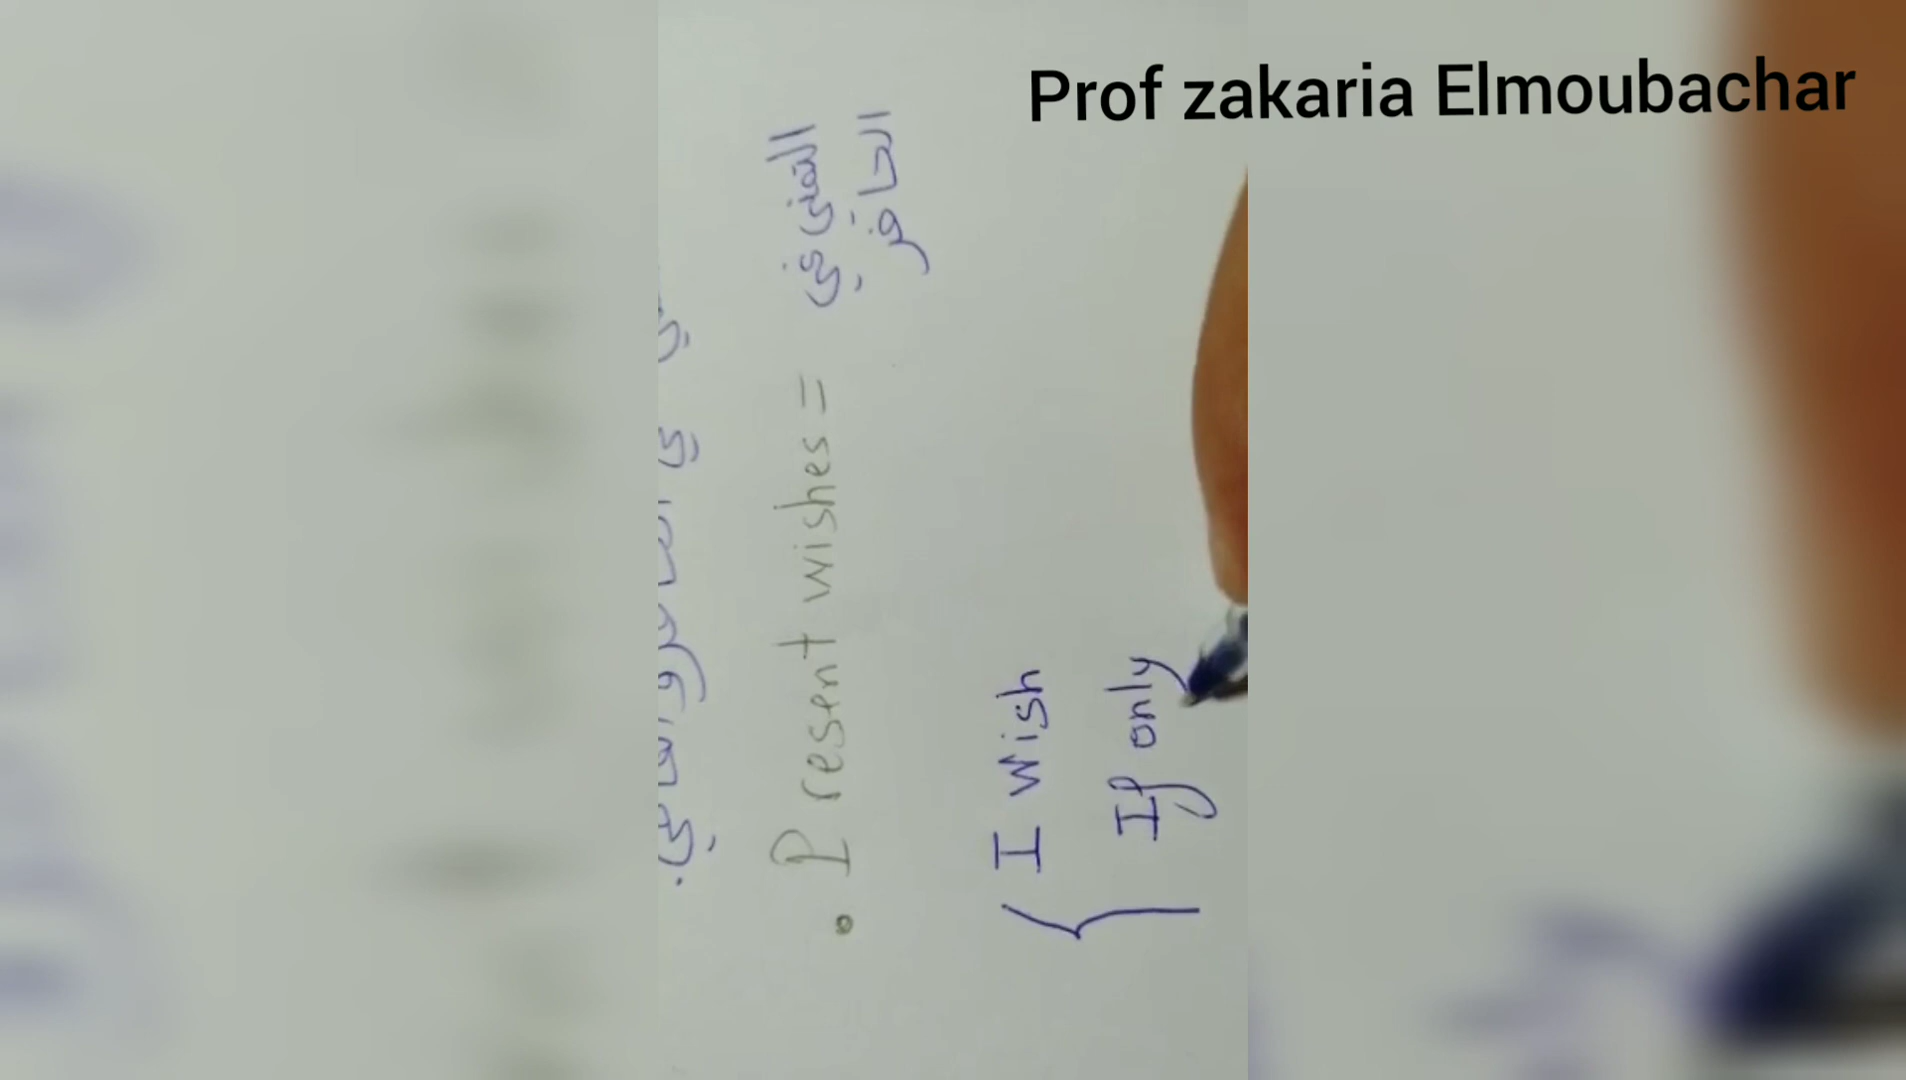 Prof zakaria Elmoubachar
• Present wishes = التمني في
الحاضر
I wish
If only